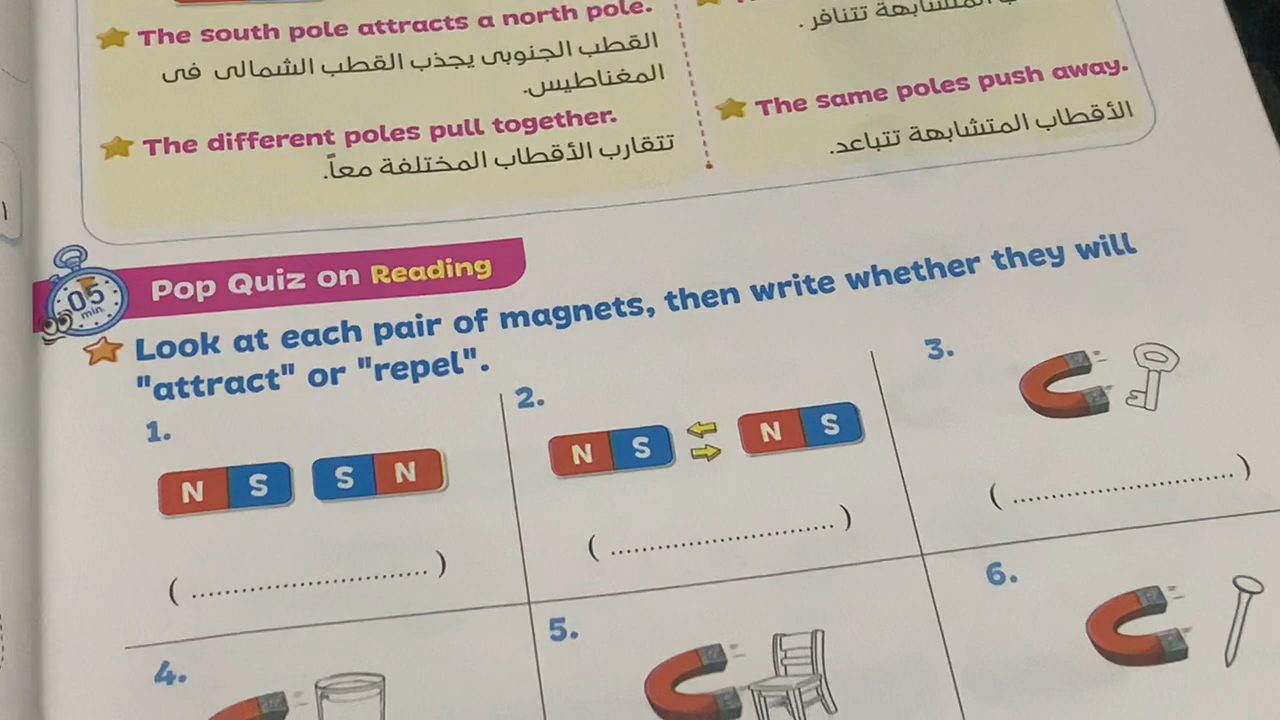 The south pole attracts a north pole.
القطب الجنوبى يجذب القطب الشمالى فى
المغناطيس.
The different poles pull together.
تتقارب الأقطاب المختلفة معاً.
المتشابهة تتنافر .
The same poles push away.
الأقطاب المتشابهة تتباعد.
05
min.
Pop Quiz on Reading
Look at each pair of magnets, then write whether they will
"attract" or "repel".
1.
N S S N
( .............................. )
2.
N S N S
( .............................. )
3.
( .............................. )
4.
5.
6.